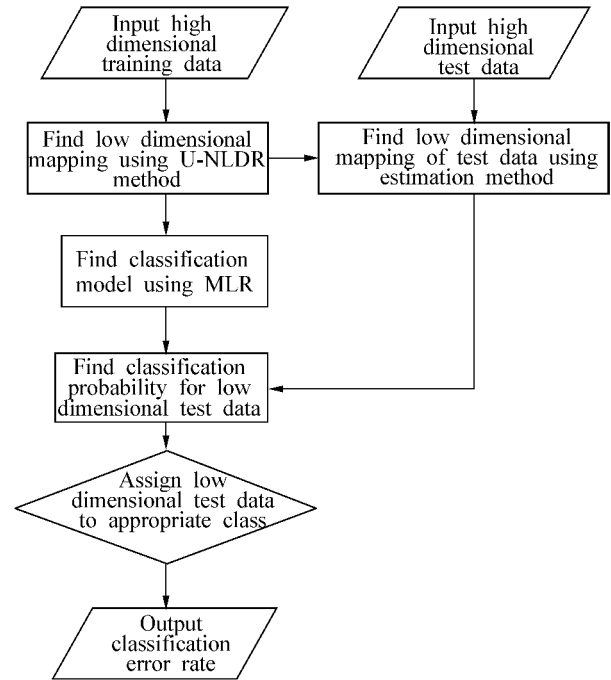 Input high
dimensional
training data
Input high
dimensional
test data
Find low dimensional
mapping using U-NLDR
method
Find low dimensional
mapping of test data using
estimation method
Find classification
model using MLR
Find classification
probability for low
dimensional test data
Assign low
dimensional test data
to appropriate class
Output
classification
error rate